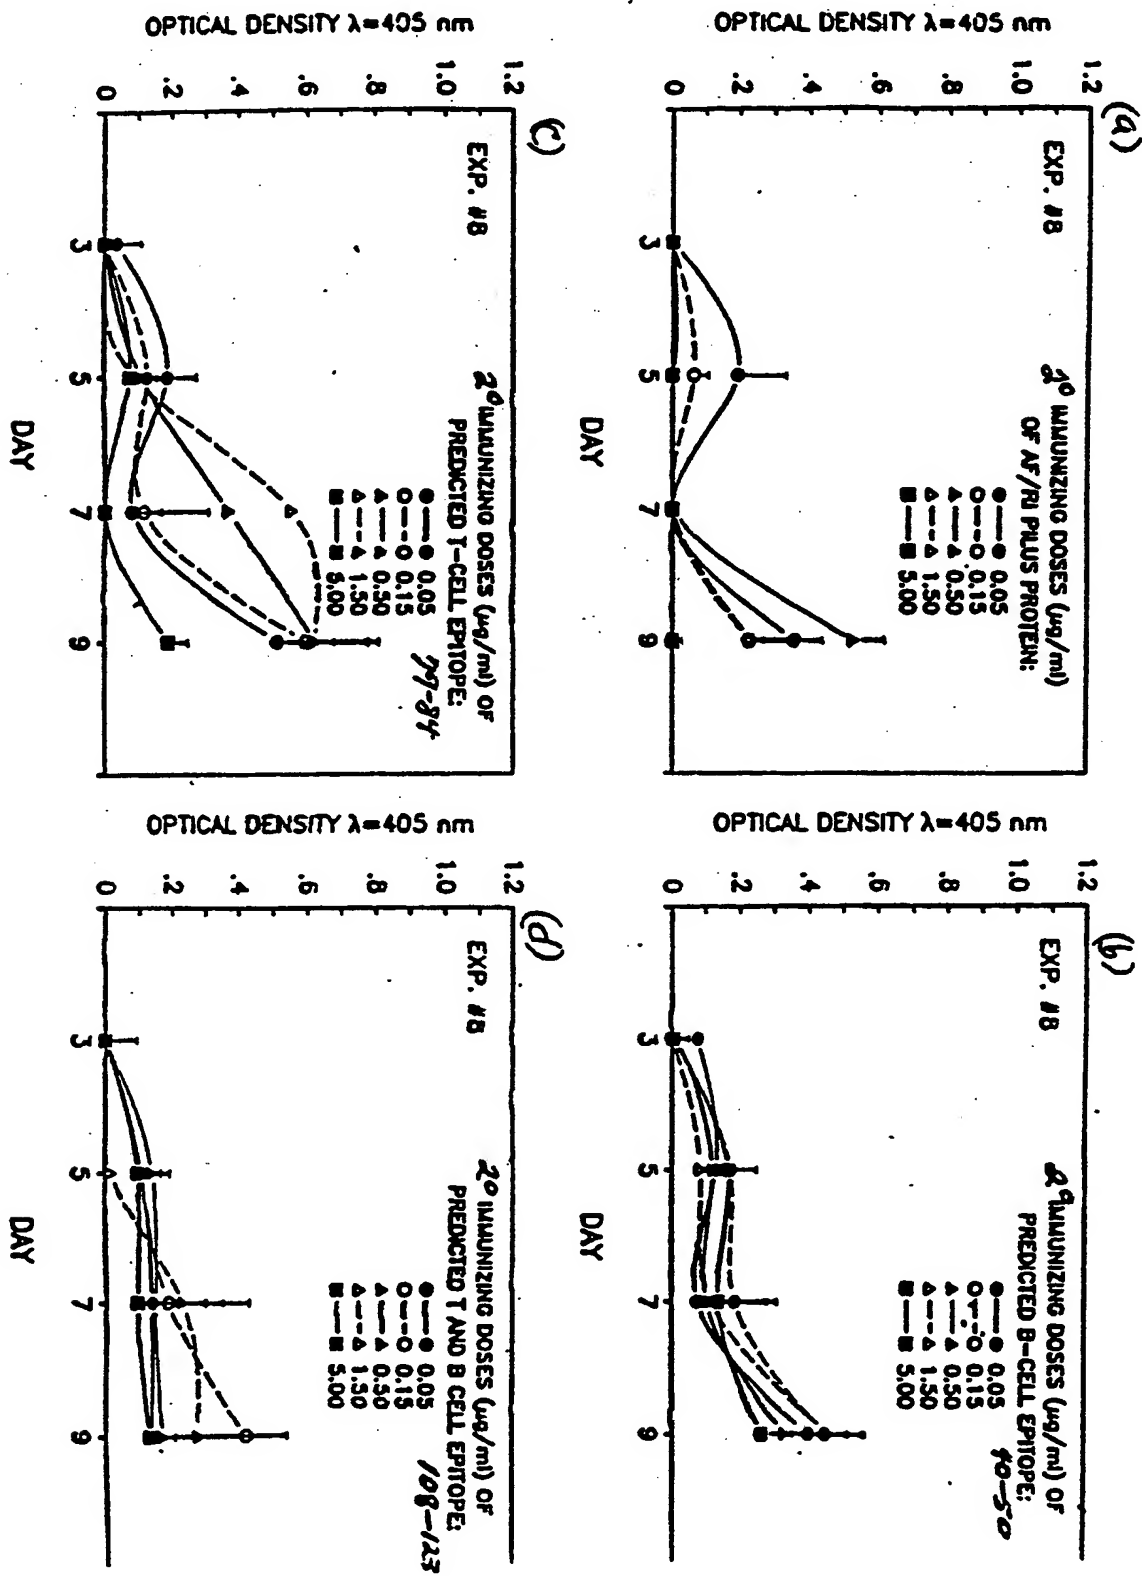 (a)
EXP. #8
2° IMMUNIZING DOSES (μg/ml)
OF AF/R1 PILUS PROTEIN:
●—● 0.05
○--○ 0.15
▲—▲ 0.50
△--△ 1.50
■—■ 5.00
OPTICAL DENSITY λ=405 nm
1.2
1.0
.8
.6
.4
.2
0
3
5
7
9
DAY
(b)
EXP. #8
2° IMMUNIZING DOSES (μg/ml) OF
PREDICTED B-CELL EPITOPE:
40-50
●—● 0.05
○--○ 0.15
▲—▲ 0.50
△--△ 1.50
■—■ 5.00
OPTICAL DENSITY λ=405 nm
1.2
1.0
.8
.6
.4
.2
0
3
5
7
9
DAY
(c)
EXP. #8
2° IMMUNIZING DOSES (μg/ml) OF
PREDICTED T-CELL EPITOPE:
79-84
●—● 0.05
○--○ 0.15
▲—▲ 0.50
△--△ 1.50
■—■ 5.00
OPTICAL DENSITY λ=405 nm
1.2
1.0
.8
.6
.4
.2
0
3
5
7
9
DAY
(d)
EXP. #8
2° IMMUNIZING DOSES (μg/ml) OF
PREDICTED T AND B CELL EPITOPE:
108-123
●—● 0.05
○--○ 0.15
▲—▲ 0.50
△--△ 1.50
■—■ 5.00
OPTICAL DENSITY λ=405 nm
1.2
1.0
.8
.6
.4
.2
0
3
5
7
9
DAY